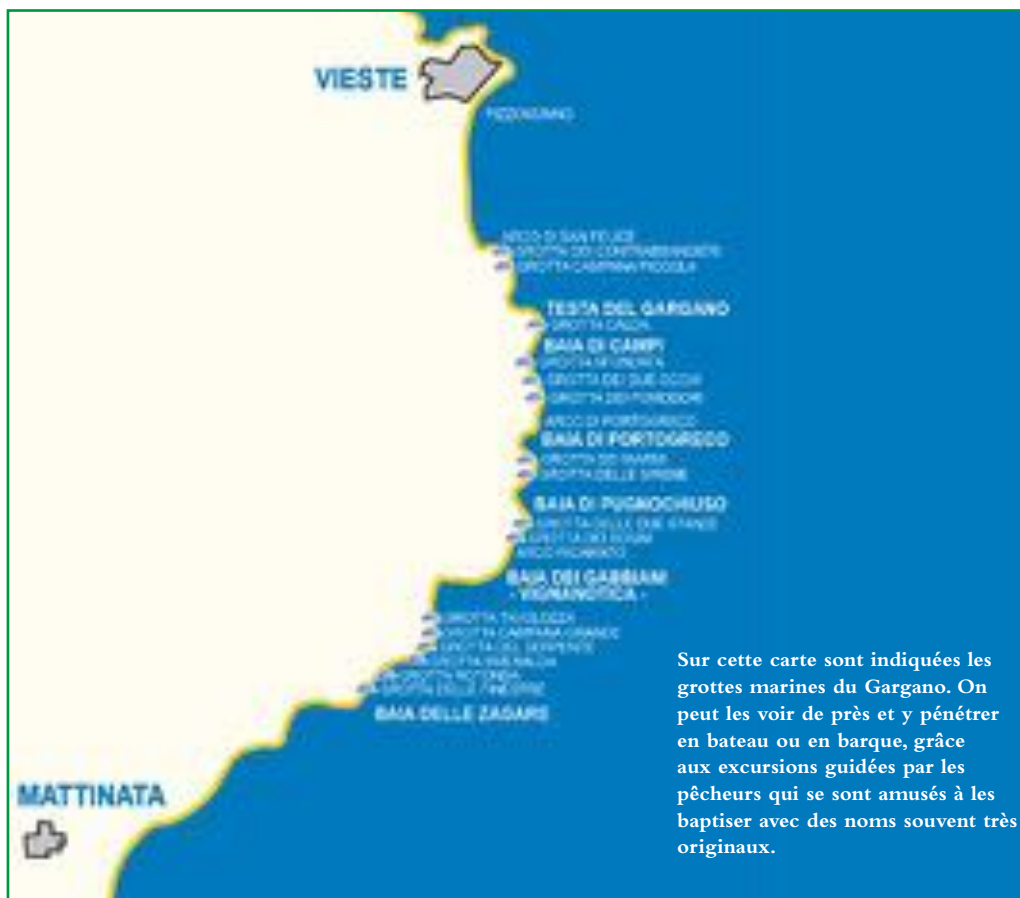 VIESTE
PIZZOMUNNO
ARCO DI SAN FELICE
GROTTA DEI CONTRABBANDIERI
GROTTA CAMPANA PICCOLA
TESTA DEL GARGANO
GROTTA CALDA
BAIA DI CAMPI
GROTTA SFONDATA
GROTTA DEI DUE OCCHI
GROTTA DEI POMODORI
ARCO DI PORTOGRECO
BAIA DI PORTOGRECO
GROTTA DEI MARMI
GROTTA DELLE SIRENE
BAIA DI PUGNOCHIUSO
GROTTA DELLE DUE STANZE
GROTTA DEI
ARCO
BAIA DEI GABBIANI
- VIGNANOTICA -
GROTTA TAVOLOZZA
GROTTA CAMPANA GRANDE
GROTTA DEL SERPENTE
GROTTA SMERALDA
GROTTA ROTONDA
GROTTA DELLE FINESTRE
BAIA DELLE ZAGARE
MATTINATA
Sur cette carte sont indiquées les
grottes marines du Gargano. On
peut les voir de près et y pénétrer
en bateau ou en barque, grâce
aux excursions guidées par les
pêcheurs qui se sont amusés à les
baptiser avec des noms souvent très
originaux.